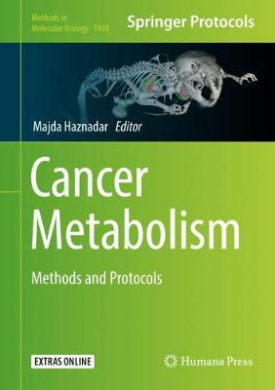 Methods in
Molecular Biology 1928
Springer Protocols
Majda Haznadar Editor
Cancer
Metabolism
Methods and Protocols
EXTRAS ONLINE
Humana Press